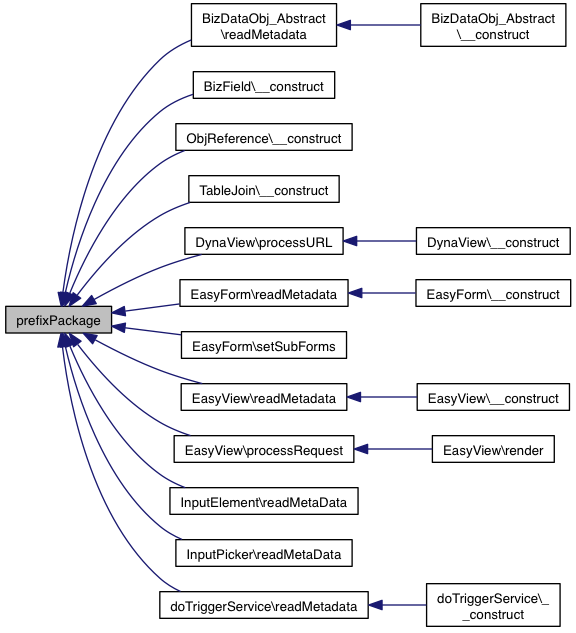 BizDataObj_Abstract
\readMetadata
BizDataObj_Abstract
\__construct
BizField\__construct
ObjReference\__construct
TableJoin\__construct
DynaView\processURL
DynaView\__construct
EasyForm\readMetadata
EasyForm\__construct
prefixPackage
EasyForm\setSubForms
EasyView\readMetadata
EasyView\__construct
EasyView\processRequest
EasyView\render
InputElement\readMetaData
InputPicker\readMetaData
doTriggerService\readMetadata
doTriggerService\_
_construct